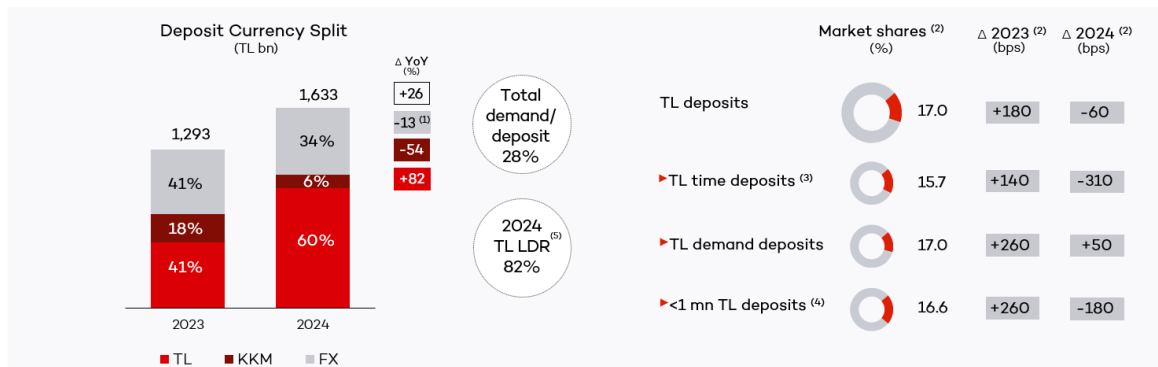 Deposit Currency Split
(TL bn)
Δ YoY
(%)
+26
-13 (1)
-54
+82
1,293
41%
18%
41%
2023
1,633
34%
6%
60%
2024
TL KKM FX
Total
demand/
deposit
28%
2024
TL LDR(5)
82%
Market shares (2)
(%)
Δ 2023 (2)
(bps)
Δ 2024 (2)
(bps)
TL deposits 17.0 +180 -60
TL time deposits (3) 15.7 +140 -310
TL demand deposits 17.0 +260 +50
<1 mn TL deposits (4) 16.6 +260 -180